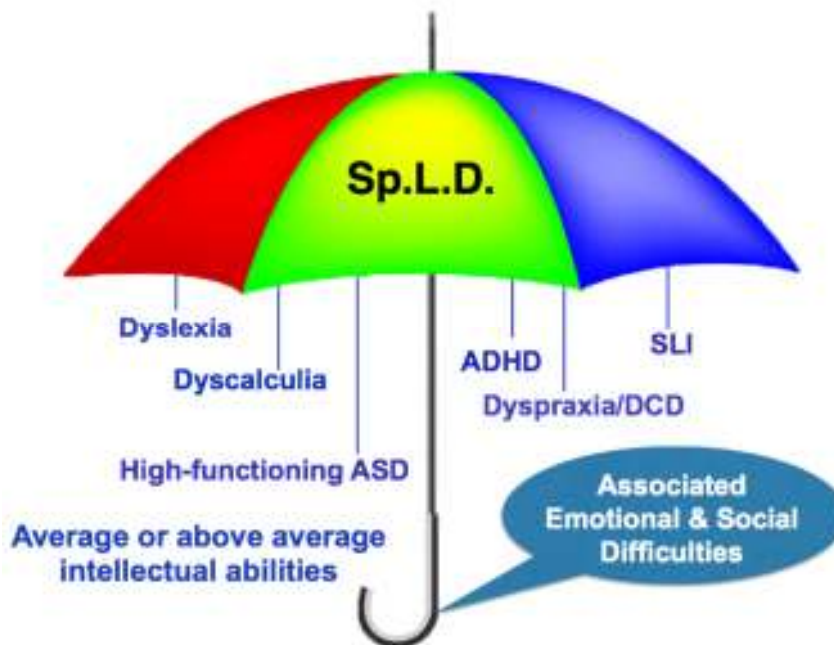 Sp.L.D.
Dyslexia
Dyscalculia
High-functioning ASD
ADHD
SLI
Dyspraxia/DCD
Average or above average
intellectual abilities
Associated
Emotional & Social
Difficulties